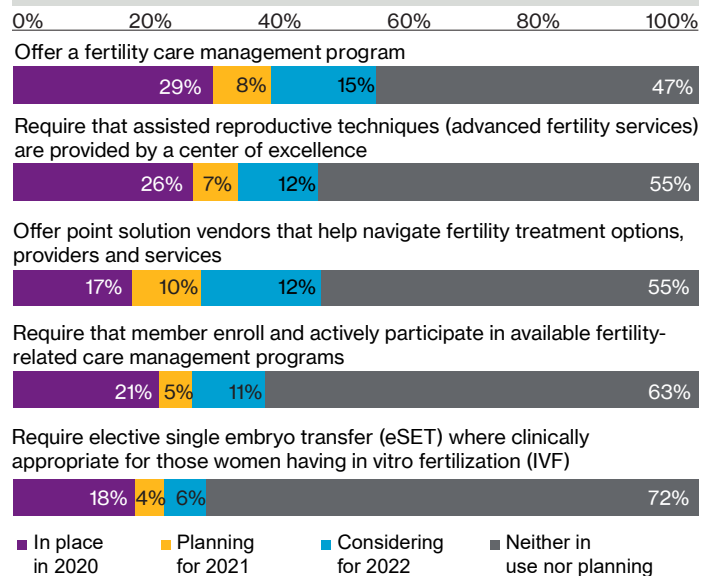 0% 20% 40% 60% 80% 100%
Offer a fertility care management program
29% 8% 15% 47%
Require that assisted reproductive techniques (advanced fertility services)
are provided by a center of excellence
26% 7% 12% 55%
Offer point solution vendors that help navigate fertility treatment options,
providers and services
17% 10% 12% 55%
Require that member enroll and actively participate in available fertility-
related care management programs
21% 5% 11% 63%
Require elective single embryo transfer (eSET) where clinically
appropriate for those women having in vitro fertilization (IVF)
18% 4% 6% 72%
In place Planning Considering Neither in
in 2020 for 2021 for 2022 use nor planning